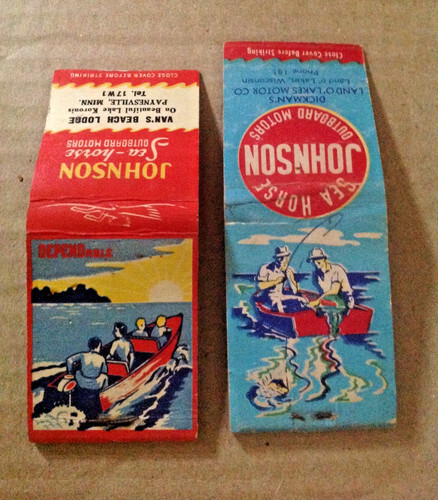 JOHNSON
Sea-horse
OUTBOARD MOTORS
VAN'S BEACH LODGE
On Beautiful Lake Koronis
PAYNESVILLE, MINN.
Tel. 17W1
CLOSE COVER BEFORE STRIKING
DEPENDable
SEA HORSE
JOHNSON
OUTBOARD MOTORS
DICKMAN'S
LAND O' LAKES MOTOR CO.
Land o' Lakes, Wisconsin
Phone
Close Cover Before Striking